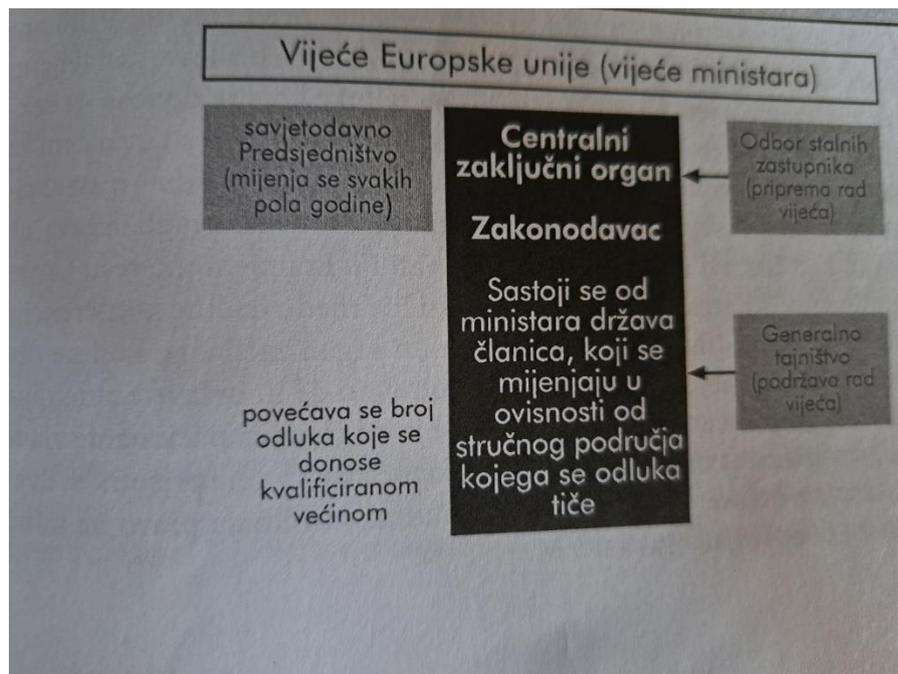 Vijeće Europske unije (vijeće ministara)
savjetodavno
Predsjedništvo
(mijenja se svakih
pola godine)
povećava se broj
odluka koje se
donose
kvalificiranom
većinom
Centralni
zaključni organ
Zakonodavac
Sastoji se od
ministara država
članica, koji se
mijenjaju u
ovisnosti od
stručnog područja
kojega se odluka
tiče
Odbor stalnih
zastupnika
(priprema rad
vijeća)
Generalno
tajništvo
(podržava rad
vijeća)